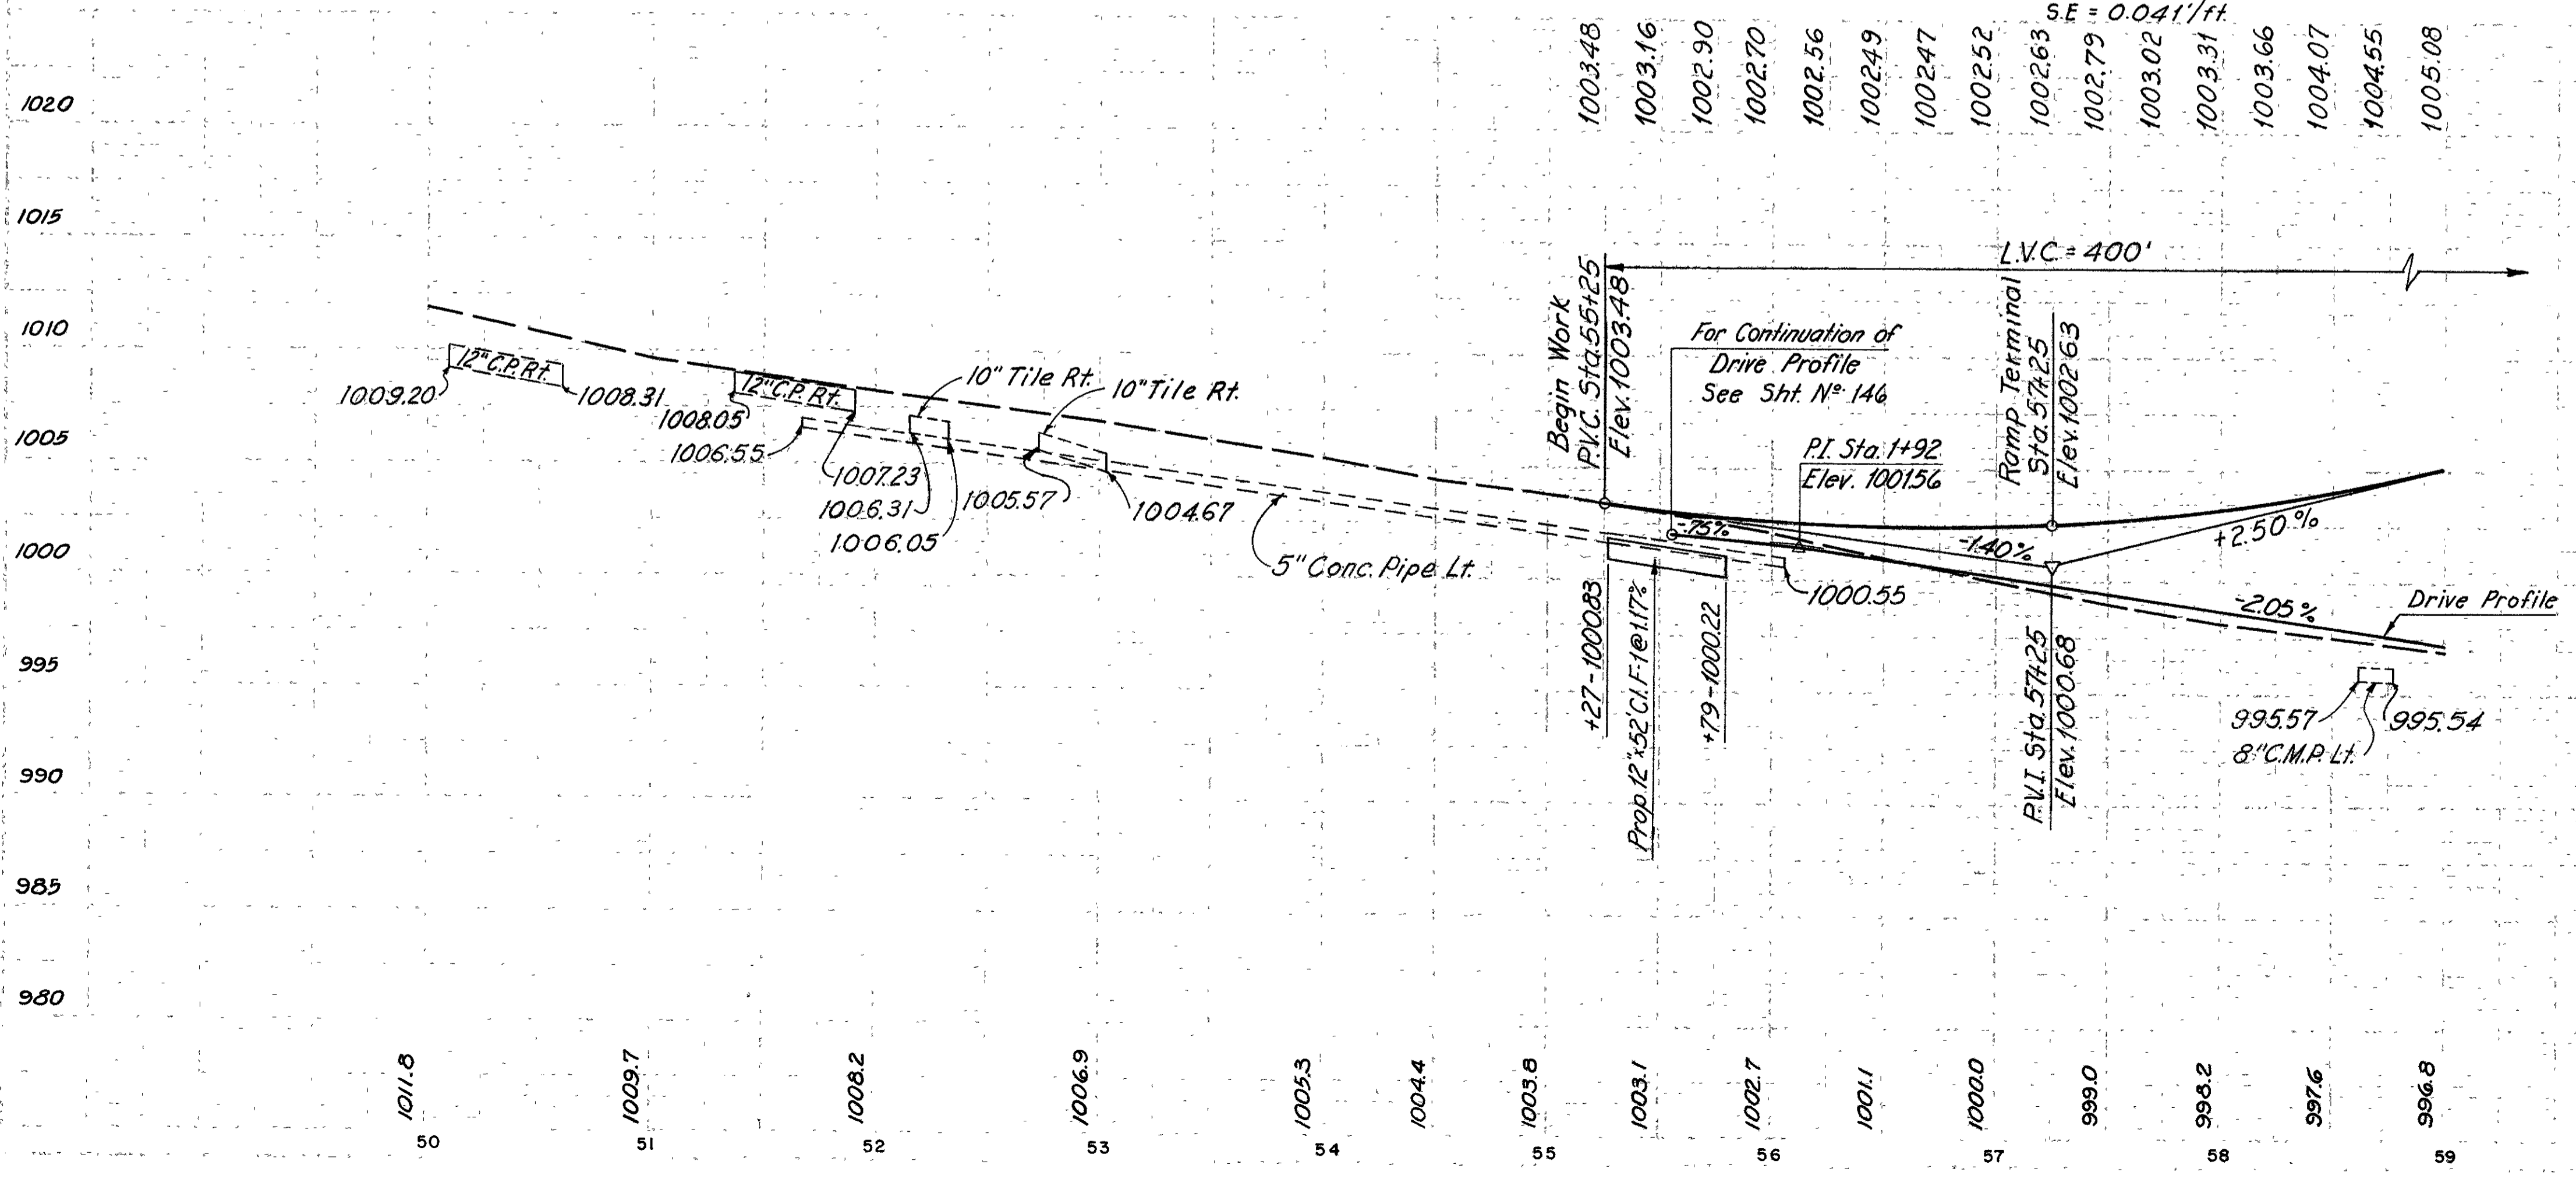 S.E = 0.041'/ft.
1003.48
1003.16
1002.90
1002.70
1002.56
1002.49
1002.47
1002.52
1002.63
1002.79
1003.02
1003.31
1003.66
1004.07
1004.55
1005.08
1020
1015
1010
1005
1000
995
990
985
980
L.V.C. = 400'
Begin Work
P.V.C. Sta. 55+25
Elev. 1003.48
For Continuation of
Drive Profile
See Sht. Nº 146
P.I. Sta. 1+92
Elev. 1001.56
Ramp Terminal
Sta. 57+25
Elev. 1002.63
12" C.P. Rt.
1009.20
1008.31
12" C.P. Rt.
1008.05
1007.23
10" Tile Rt.
10" Tile Rt.
1006.55
1006.31
1006.05
1005.57
1004.67
5" Conc. Pipe Lt.
-.75%
-1.40%
+2.50%
-2.05%
Drive Profile
1000.55
+27-1000.83
Prop. 12"x52' C.I. F-1@1.17%
+79-1000.22
P.V.I. Sta. 57+25
Elev. 1000.68
995.57
995.54
8" C.M.P. Lt.
1011.8
1009.7
1008.2
1006.9
1005.3
1004.4
1003.8
1003.1
1002.7
1001.1
1000.0
999.0
998.2
997.6
996.8
50
51
52
53
54
55
56
57
58
59